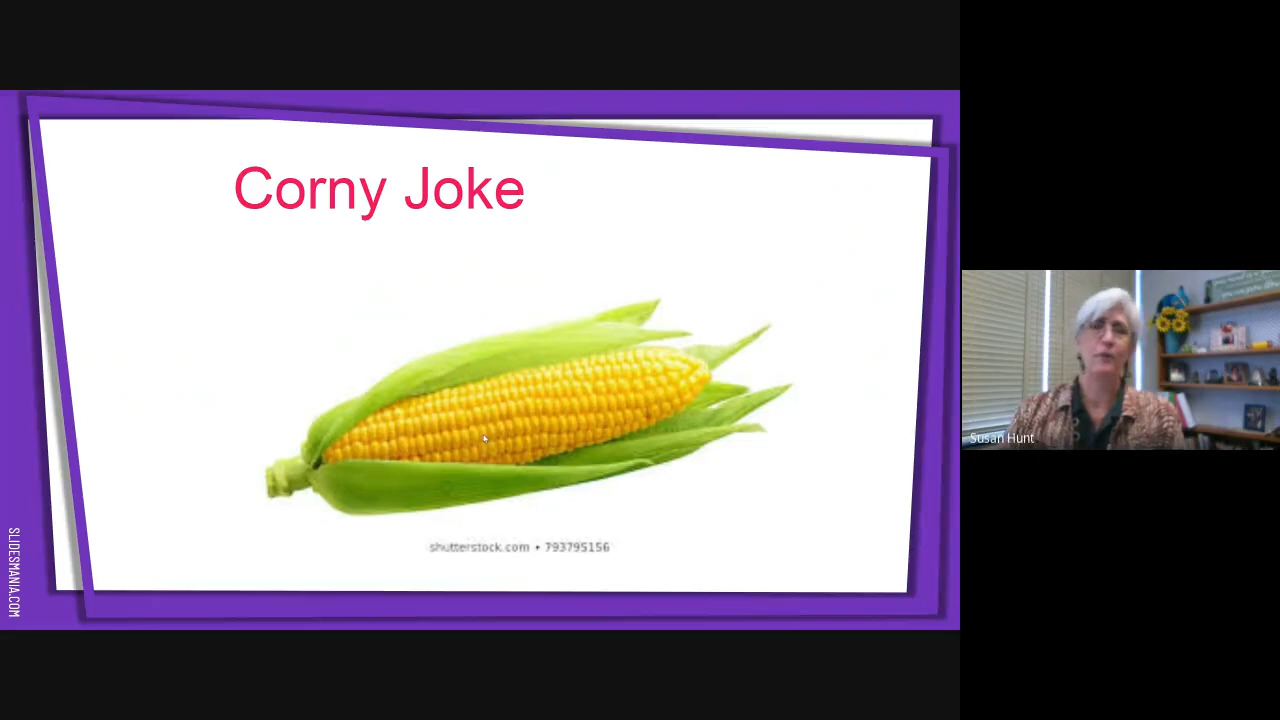 Corny Joke
shutterstock.com • 793795156
SLIDESMANIA.COM
Susan Hunt